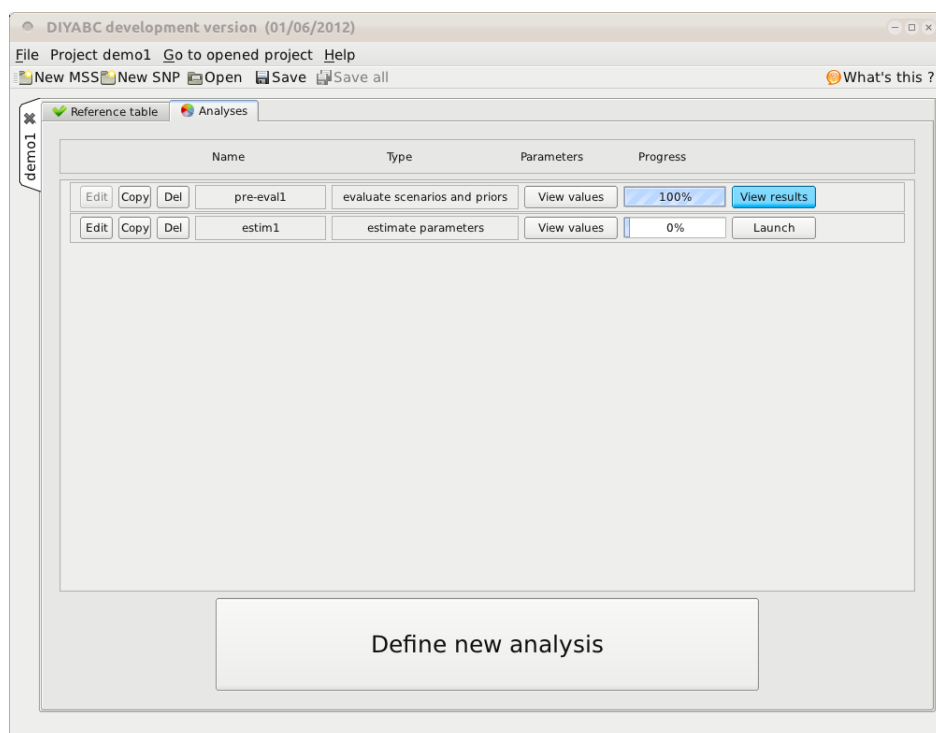 DIYABC development version (01/06/2012)
File Project demo1 Go to opened project Help
New MSS New SNP Open Save Save all What's this ?
demo1
Reference table Analyses
Name Type Parameters Progress
Edit Copy Del pre-eval1 evaluate scenarios and priors View values 100% View results
Edit Copy Del estim1 estimate parameters View values 0% Launch
Define new analysis